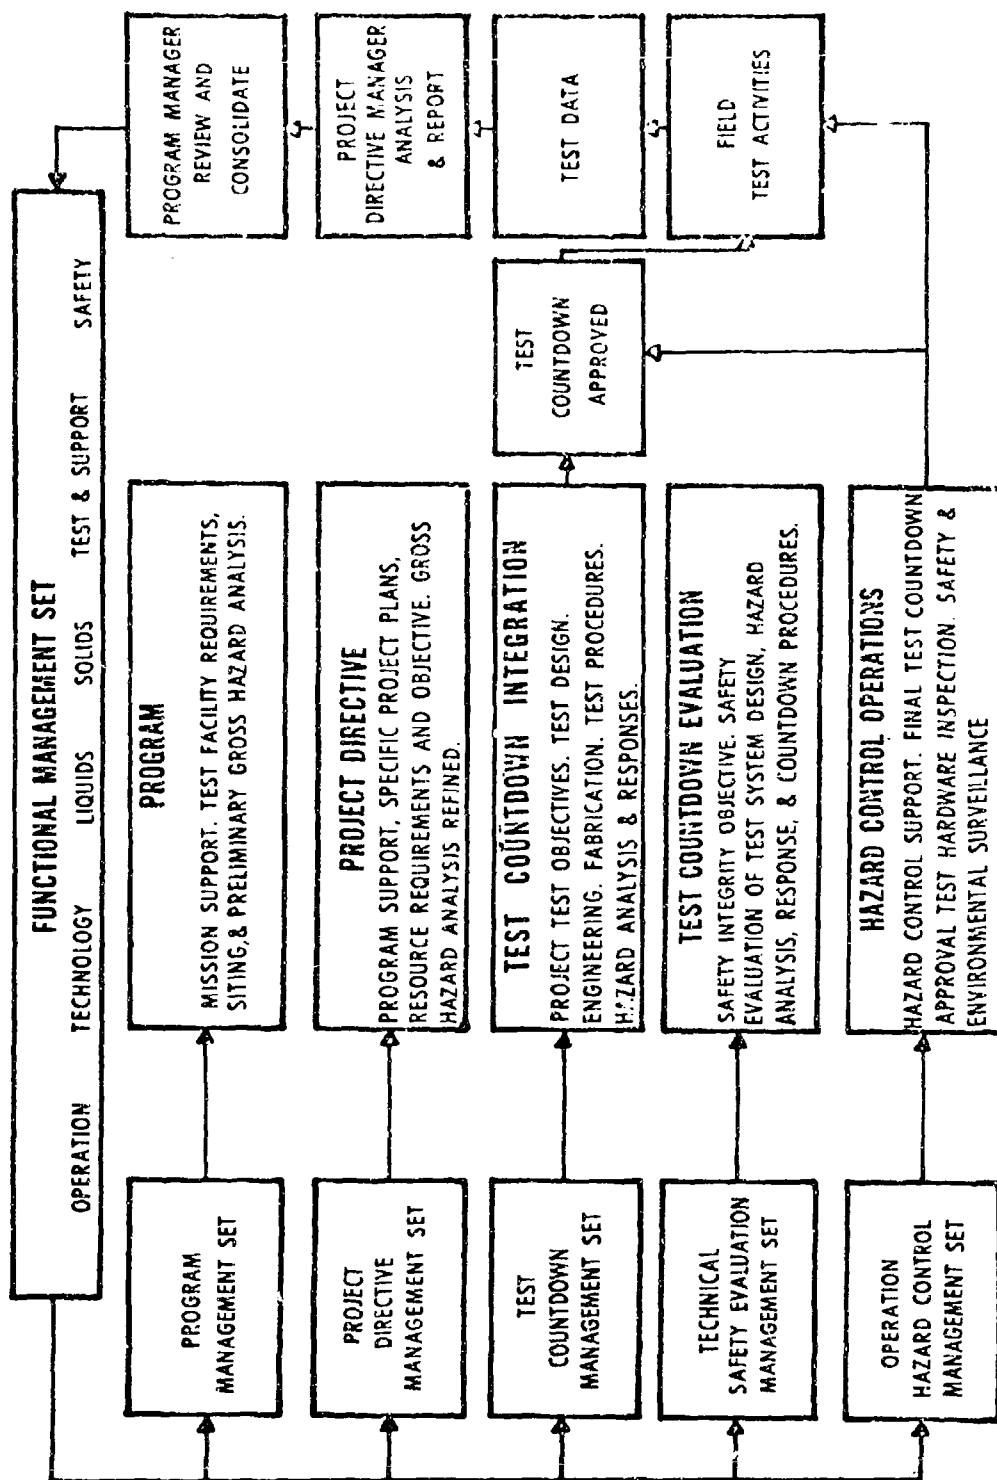 FUNCTIONAL MANAGEMENT SET
OPERATION TECHNOLOGY LIQUIDS SOLIDS TEST & SUPPORT SAFETY
PROGRAM
MANAGEMENT SET
PROGRAM
MISSION SUPPORT. TEST FACILITY REQUIREMENTS,
SITING,& PRELIMINARY GROSS HAZARD ANALYSIS.
PROGRAM MANAGER
REVIEW AND
CONSOLIDATE
PROJECT
DIRECTIVE
MANAGEMENT SET
PROJECT DIRECTIVE
PROGRAM SUPPORT, SPECIFIC PROJECT PLANS,
RESOURCE REQUIREMENTS AND OBJECTIVE. GROSS
HAZARD ANALYSIS REFINED.
PROJECT
DIRECTIVE MANAGER
ANALYSIS
& REPORT
TEST
COUNTDOWN
MANAGEMENT SET
TEST COUNTDOWN INTEGRATION
PROJECT TEST OBJECTIVES. TEST DESIGN.
ENGINEERING. FABRICATION. TEST PROCEDURES.
HAZARD ANALYSIS & RESPONSES.
TEST
COUNTDOWN
APPROVED
TEST DATA
TECHNICAL
SAFETY EVALUATION
MANAGEMENT SET
TEST COUNTDOWN EVALUATION
SAFETY INTEGRITY OBJECTIVE. SAFETY
EVALUATION OF TEST SYSTEM DESIGN, HAZARD
ANALYSIS, RESPONSE, & COUNTDOWN PROCEDURES.
FIELD
TEST ACTIVITIES
OPERATION
HAZARD CONTROL
MANAGEMENT SET
HAZARD CONTROL OPERATIONS
HAZARD CONTROL SUPPORT. FINAL TEST COUNTDOWN
APPROVAL TEST HARDWARE INSPECTION. SAFETY &
ENVIRONMENTAL SURVEILLANCE